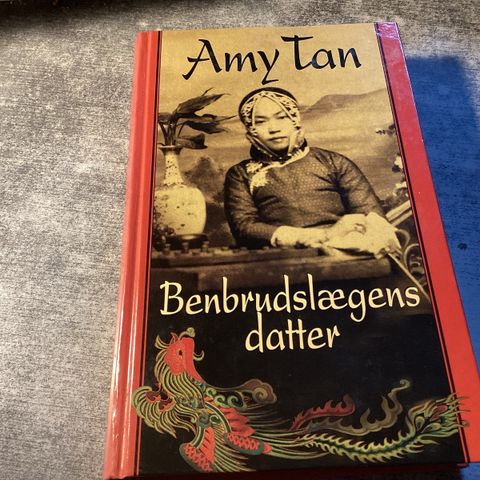 Amy Tan
Benbrudslægens
datter